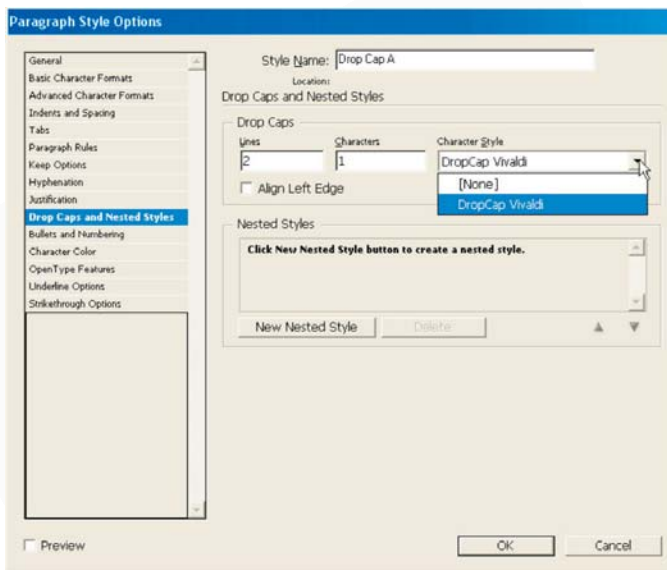 Paragraph Style Options
General
Basic Character Formats
Advanced Character Formats
Indents and Spacing
Tabs
Paragraph Rules
Keep Options
Hyphenation
Justification
Drop Caps and Nested Styles
Bullets and Numbering
Character Color
OpenType Features
Underline Options
Strikethrough Options
Style Name: Drop Cap A
Location:
Drop Caps and Nested Styles
Drop Caps
Lines Characters Character Style
2 1 DropCap Vivaldi
[None]
DropCap Vivaldi
Align Left Edge
Nested Styles
Click New Nested Style button to create a nested style.
New Nested Style Delete
Preview OK Cancel